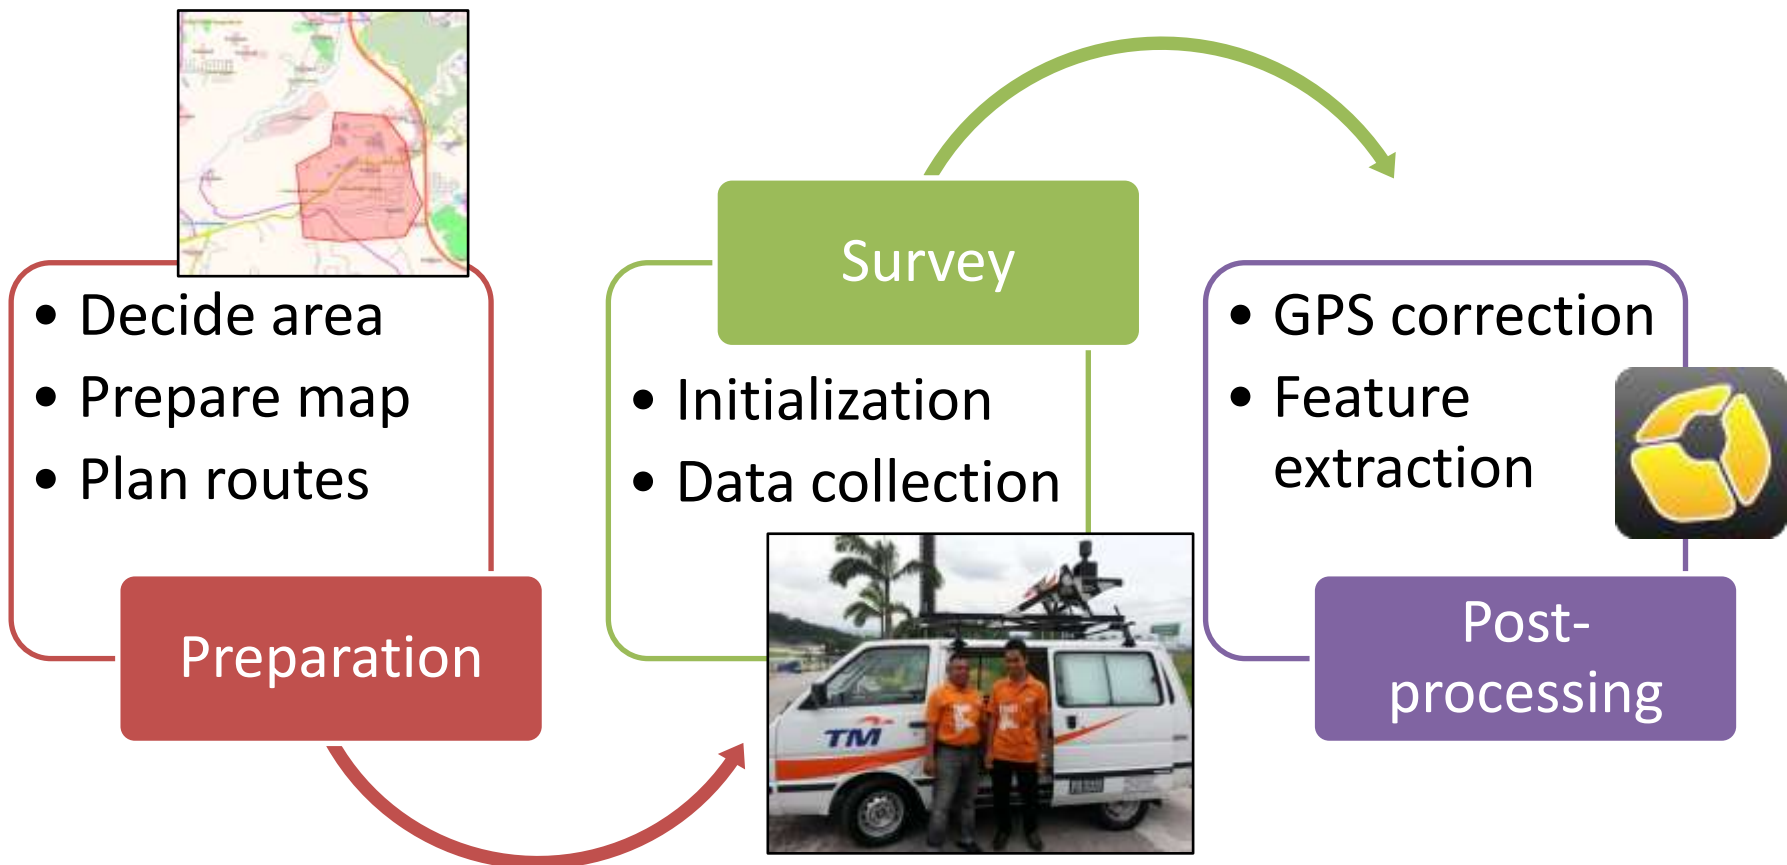 • Decide area
• Prepare map
• Plan routes
Preparation
Survey
• Initialization
• Data collection
TM
• GPS correction
• Feature
extraction
Post-
processing